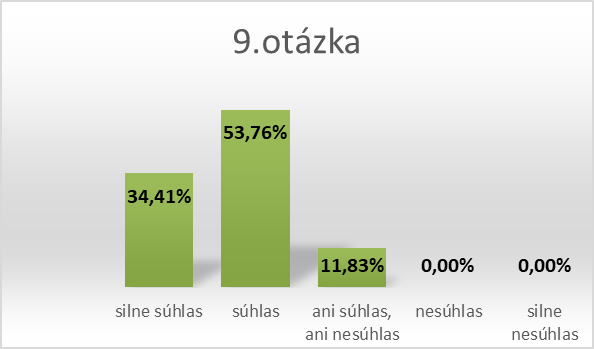 9.otázka
53,76%
34,41%
11,83%
0,00%
0,00%
silne súhlas
súhlas
ani súhlas,
ani nesúhlas
nesúhlas
silne
nesúhlas